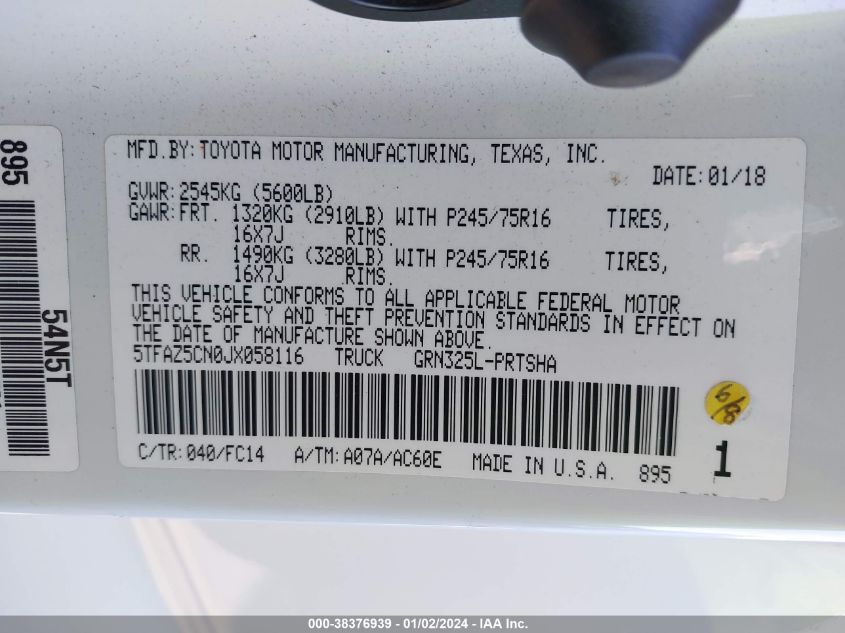 MFD.BY:TOYOTA MOTOR MANUFACTURING, TEXAS, INC.
DATE:01/18
GVWR:2545KG (5600LB)
GAWR:FRT. 1320KG (2910LB) WITH P245/75R16 TIRES,
16X7J RIMS.
RR. 1490KG (3280LB) WITH P245/75R16 TIRES,
16X7J RIMS.
THIS VEHICLE CONFORMS TO ALL APPLICABLE FEDERAL MOTOR
VEHICLE SAFETY AND THEFT PREVENTION STANDARDS IN EFFECT ON
THE DATE OF MANUFACTURE SHOWN ABOVE.
5TFAZ5CN0JX058116 TRUCK GRN325L-PRTSHA
C/TR:040/FC14 A/TM:A07A/AC60E MADE IN U.S.A. 895
6/8
1
895
54N5T
000-38376939 - 01/02/2024 - IAA Inc.